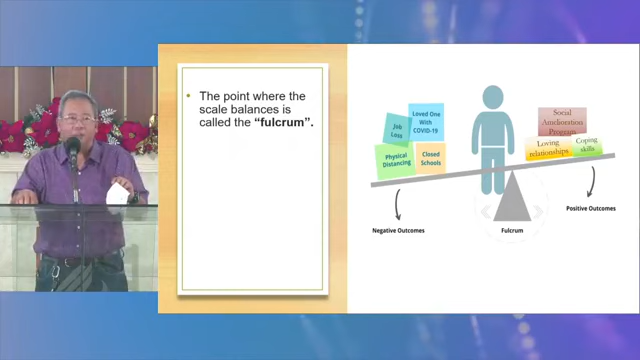 • The point where the
scale balances is
called the “fulcrum”.
Loved One
With
COVID-19
Job
Loss
Physical
Distancing
Closed
Schools
Social
Amelioration
Program
Loving
relationships
Coping
skills
Negative Outcomes
Fulcrum
Positive Outcomes